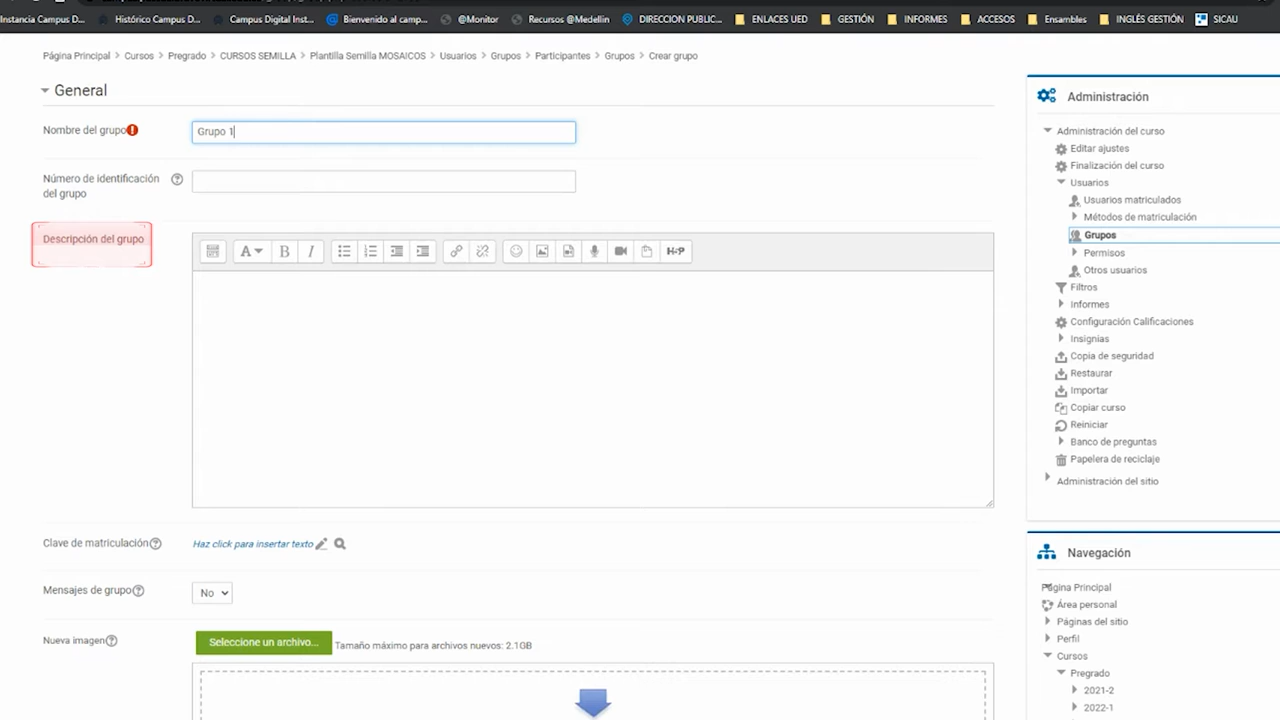 Instancia Campus D...
Histórico Campus D...
Campus Digital Inst...
Bienvenido al camp...
@Monitor
Recursos @Medellin
DIRECCION PUBLIC...
ENLACES UED
GESTIÓN
INFORMES
ACCESOS
Ensambles
INGLÉS GESTIÓN
SICAU
Página Principal > Cursos > Pregrado > CURSOS SEMILLA > Plantilla Semilla MOSAICOS > Usuarios > Grupos > Participantes > Grupos > Crear grupo
General
Nombre del grupo
Grupo 1
Número de identificación
del grupo
Descripción del grupo
A
B
I
H-P
Clave de matriculación
Haz click para insertar texto
Mensajes de grupo
No
Nueva imagen
Seleccione un archivo...
Tamaño máximo para archivos nuevos: 2.1GB
Administración
Administración del curso
Editar ajustes
Finalización del curso
Usuarios
Usuarios matriculados
Métodos de matriculación
Grupos
Permisos
Otros usuarios
Filtros
Informes
Configuración Calificaciones
Insignias
Copia de seguridad
Restaurar
Importar
Copiar curso
Reiniciar
Banco de preguntas
Papelera de reciclaje
Administración del sitio
Navegación
Página Principal
Área personal
Páginas del sitio
Perfil
Cursos
Pregrado
2021-2
2022-1